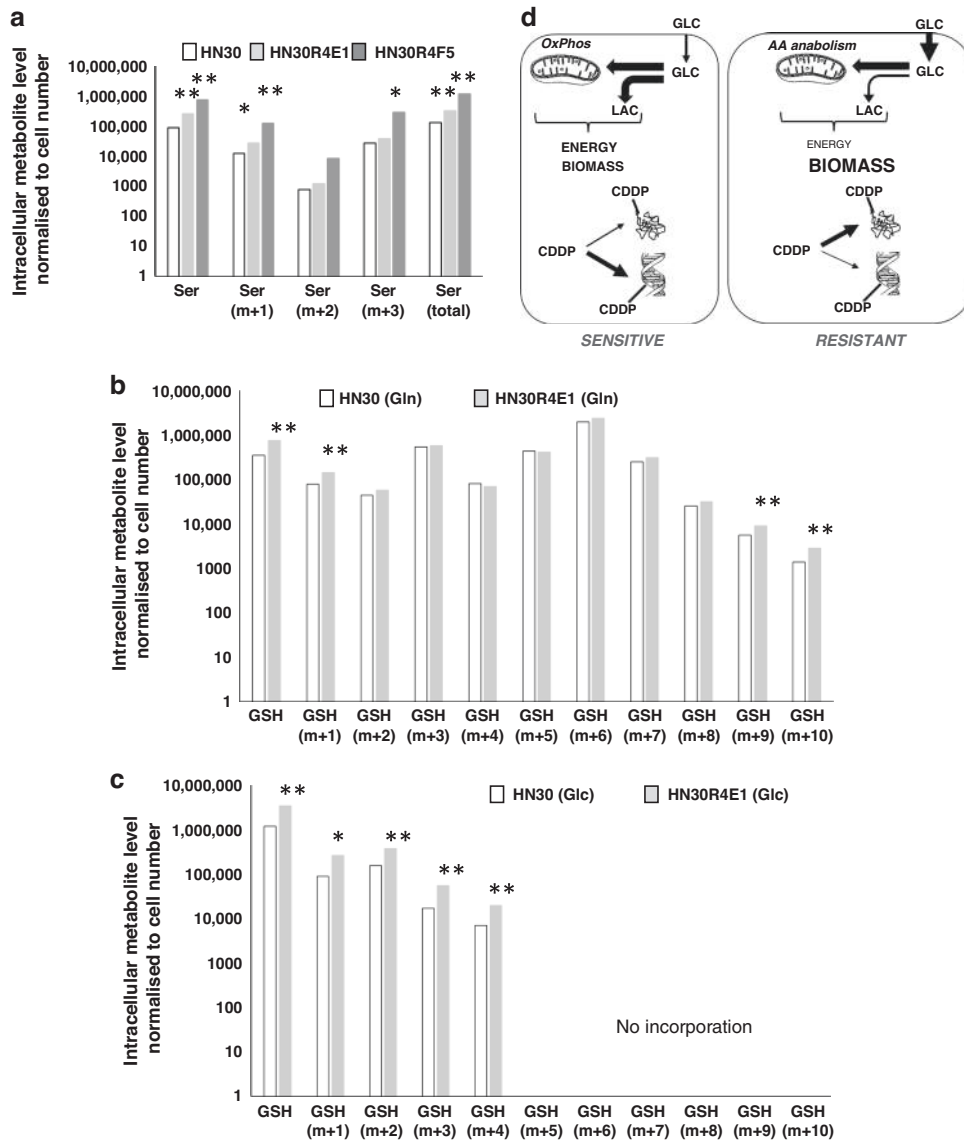 a
HN30 HN30R4E1 HN30R4F5
Intracellular metabolite level
normalised to cell number
10,000,000
1,000,000
100,000
10,000
1000
100
10
1
** ** * ** * ** **
Ser Ser Ser Ser Ser
(m+1) (m+2) (m+3) (total)
d
GLC GLC
OxPhos AA anabolism
GLC GLC
LAC LAC
ENERGY ENERGY
BIOMASS BIOMASS
CDDP CDDP
CDDP CDDP
CDDP CDDP
SENSITIVE RESISTANT
b
HN30 (Gln) HN30R4E1 (Gln)
Intracellular metabolite level
normalised to cell number
10,000,000
1,000,000
100,000
10,000
1000
100
10
1
** ** ** **
GSH GSH GSH GSH GSH GSH GSH GSH GSH GSH GSH
(m+1) (m+2) (m+3) (m+4) (m+5) (m+6) (m+7) (m+8) (m+9) (m+10)
c
HN30 (Glc) HN30R4E1 (Glc)
Intracellular metabolite level
normalised to cell number
10,000,000
1,000,000
100,000
10,000
1000
100
10
1
** * ** ** **
No incorporation
GSH GSH GSH GSH GSH GSH GSH GSH GSH GSH GSH
(m+1) (m+2) (m+3) (m+4) (m+5) (m+6) (m+7) (m+8) (m+9) (m+10)